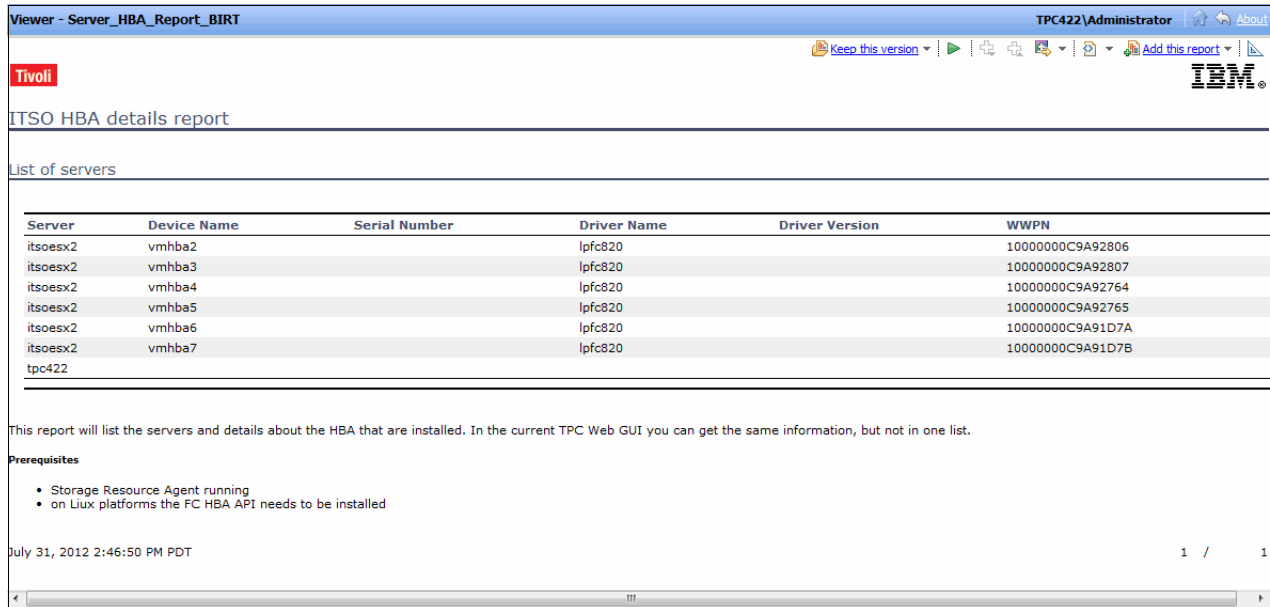 Viewer - Server_HBA_Report_BIRT TPC422\Administrator About
Keep this version Add this report
Tivoli IBM®
ITSO HBA details report
List of servers
Server Device Name Serial Number Driver Name Driver Version WWPN
itsoesx2 vmhba2 lpfc820 10000000C9A92806
itsoesx2 vmhba3 lpfc820 10000000C9A92807
itsoesx2 vmhba4 lpfc820 10000000C9A92764
itsoesx2 vmhba5 lpfc820 10000000C9A92765
itsoesx2 vmhba6 lpfc820 10000000C9A91D7A
itsoesx2 vmhba7 lpfc820 10000000C9A91D7B
tpc422
This report will list the servers and details about the HBA that are installed. In the current TPC Web GUI you can get the same information, but not in one list.
Prerequisites
• Storage Resource Agent running
• on Liux platforms the FC HBA API needs to be installed
July 31, 2012 2:46:50 PM PDT 1 / 1